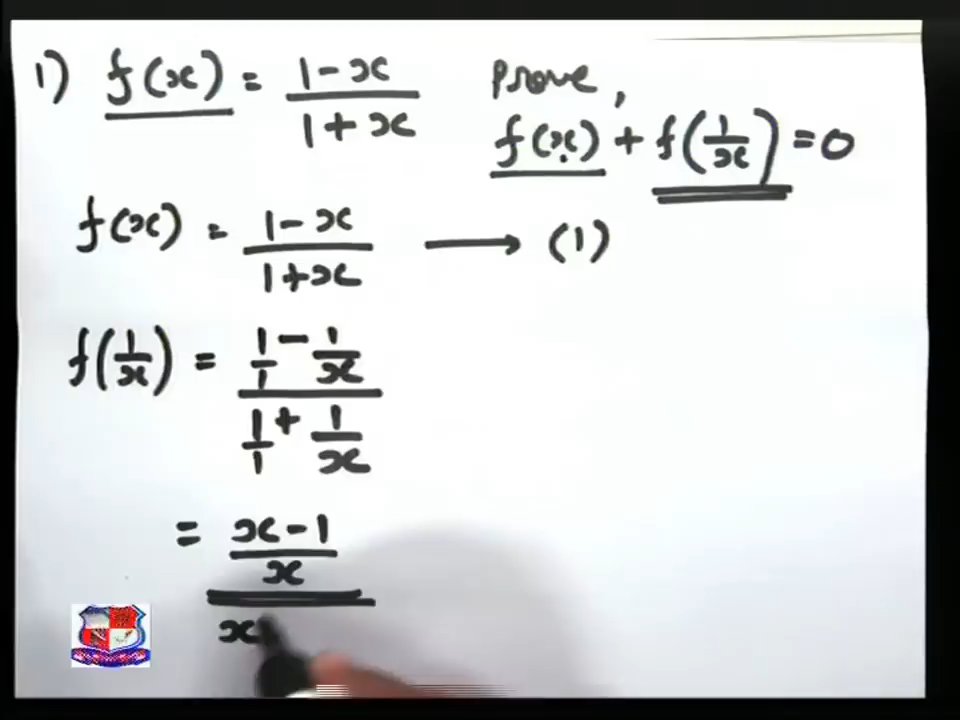 1) f(x) = 1-x / 1+x Prove,
f(x) + f(1/x) = 0
f(x) = 1-x / 1+x ⟶ (1)
f(1/x) = 1/1 - 1/x / 1/1 + 1/x
= x-1 / x
x